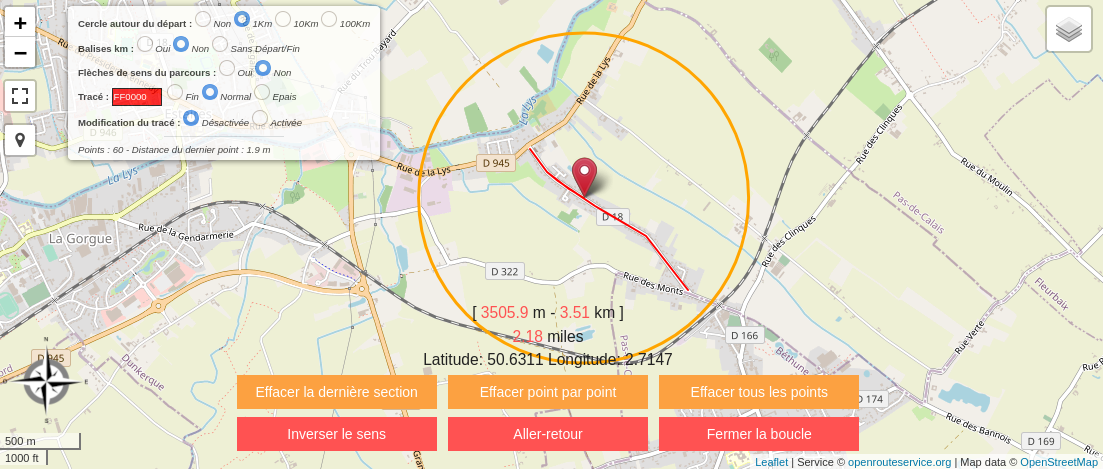 +
−
Cercle autour du départ : Non 1Km 10Km 100Km
Balises km : Oui Non Sans Départ/Fin
Flèches de sens du parcours : Oui Non
Tracé : FF0000 Fin Normal Epais
Modification du tracé : Désactivée Activée
Points : 60 - Distance du dernier point : 1.9 m
D 946
Rue de la Lys
La Lys
D 945
Rue de la Lys
La Lys
Rue des Clinques
Rue du Moulin
Pas-de-Calais
La Gorgue
Rue de la Gendarmerie
D 18
D 322
Rue des Monts
Rue des Clinques
Fleurbaix
Rue Verte
D 166
Béthune
D 945
Dunkerque
D 174
Rue des Bannois
D 169
[ 3505.9 m - 3.51 km ]
2.18 miles
Latitude: 50.6311 Longitude: 2.7147
Effacer la dernière section
Effacer point par point
Effacer tous les points
Inverser le sens
Aller-retour
Fermer la boucle
N
E
S
500 m
1000 ft
Leaflet | Service © openrouteservice.org | Map data © OpenStreetMap